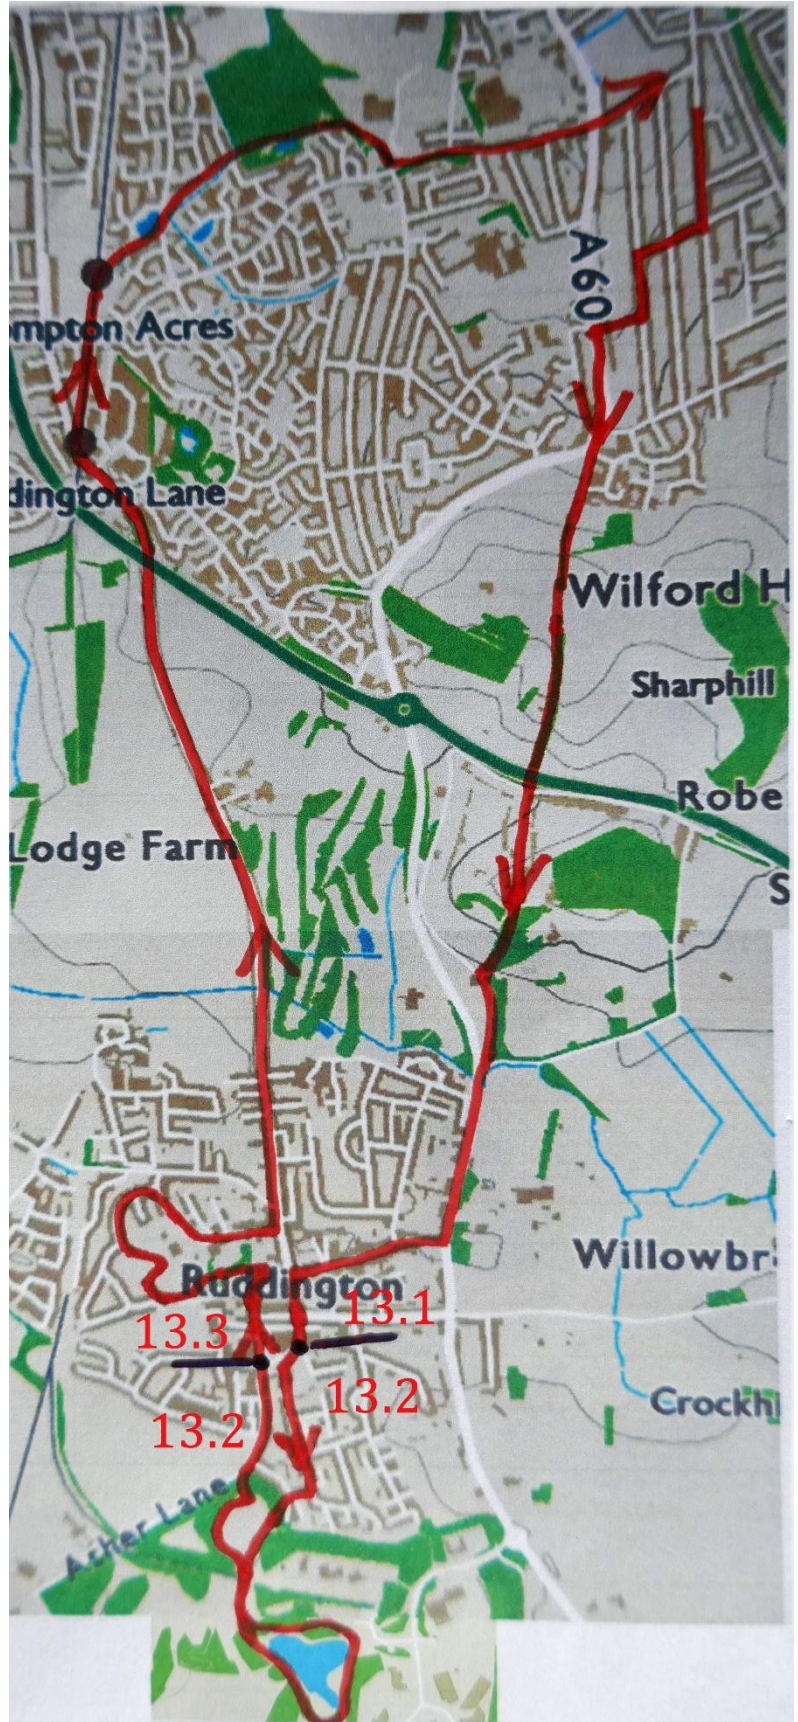 A60
mpton Acres
dington Lane
Wilford H
Sharphill
Robe
Lodge Farm
S
Willowbr
Ruddington
13.1
13.3
13.2
13.2
Crockhi
Asher Lane